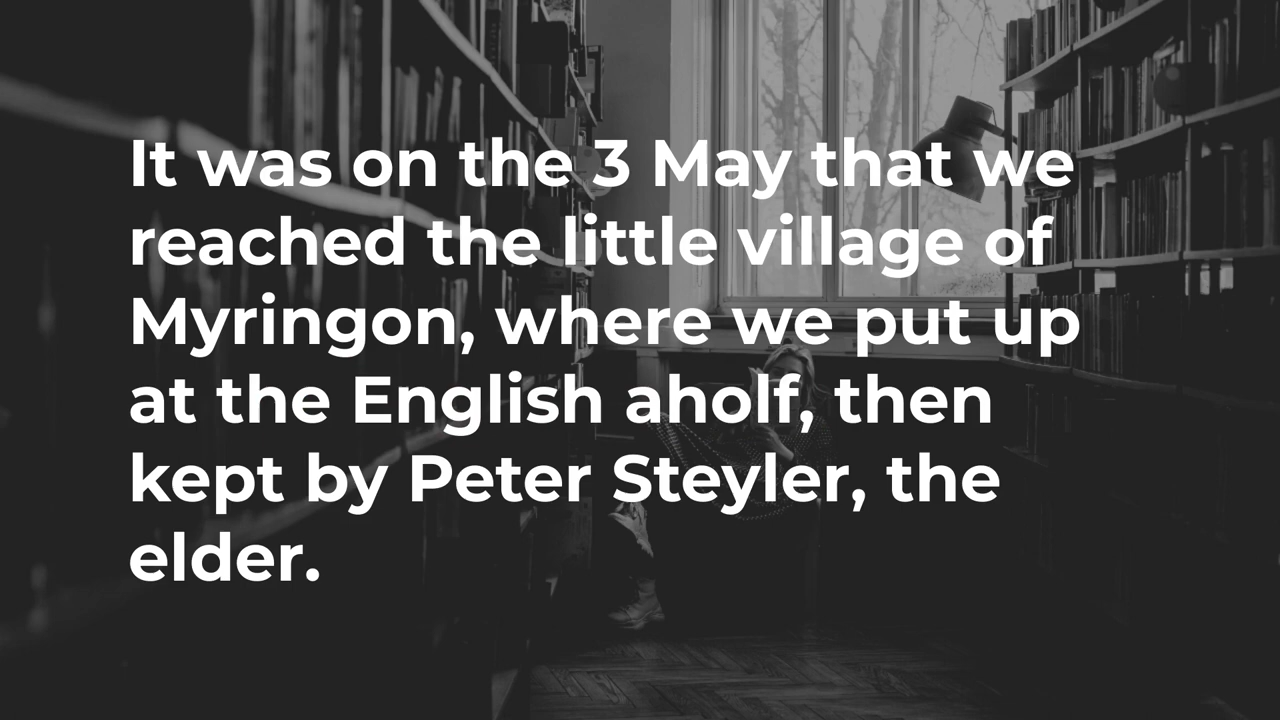 It was on the 3 May that we
reached the little village of
Myringon, where we put up
at the English aholf, then
kept by Peter Steyler, the
elder.